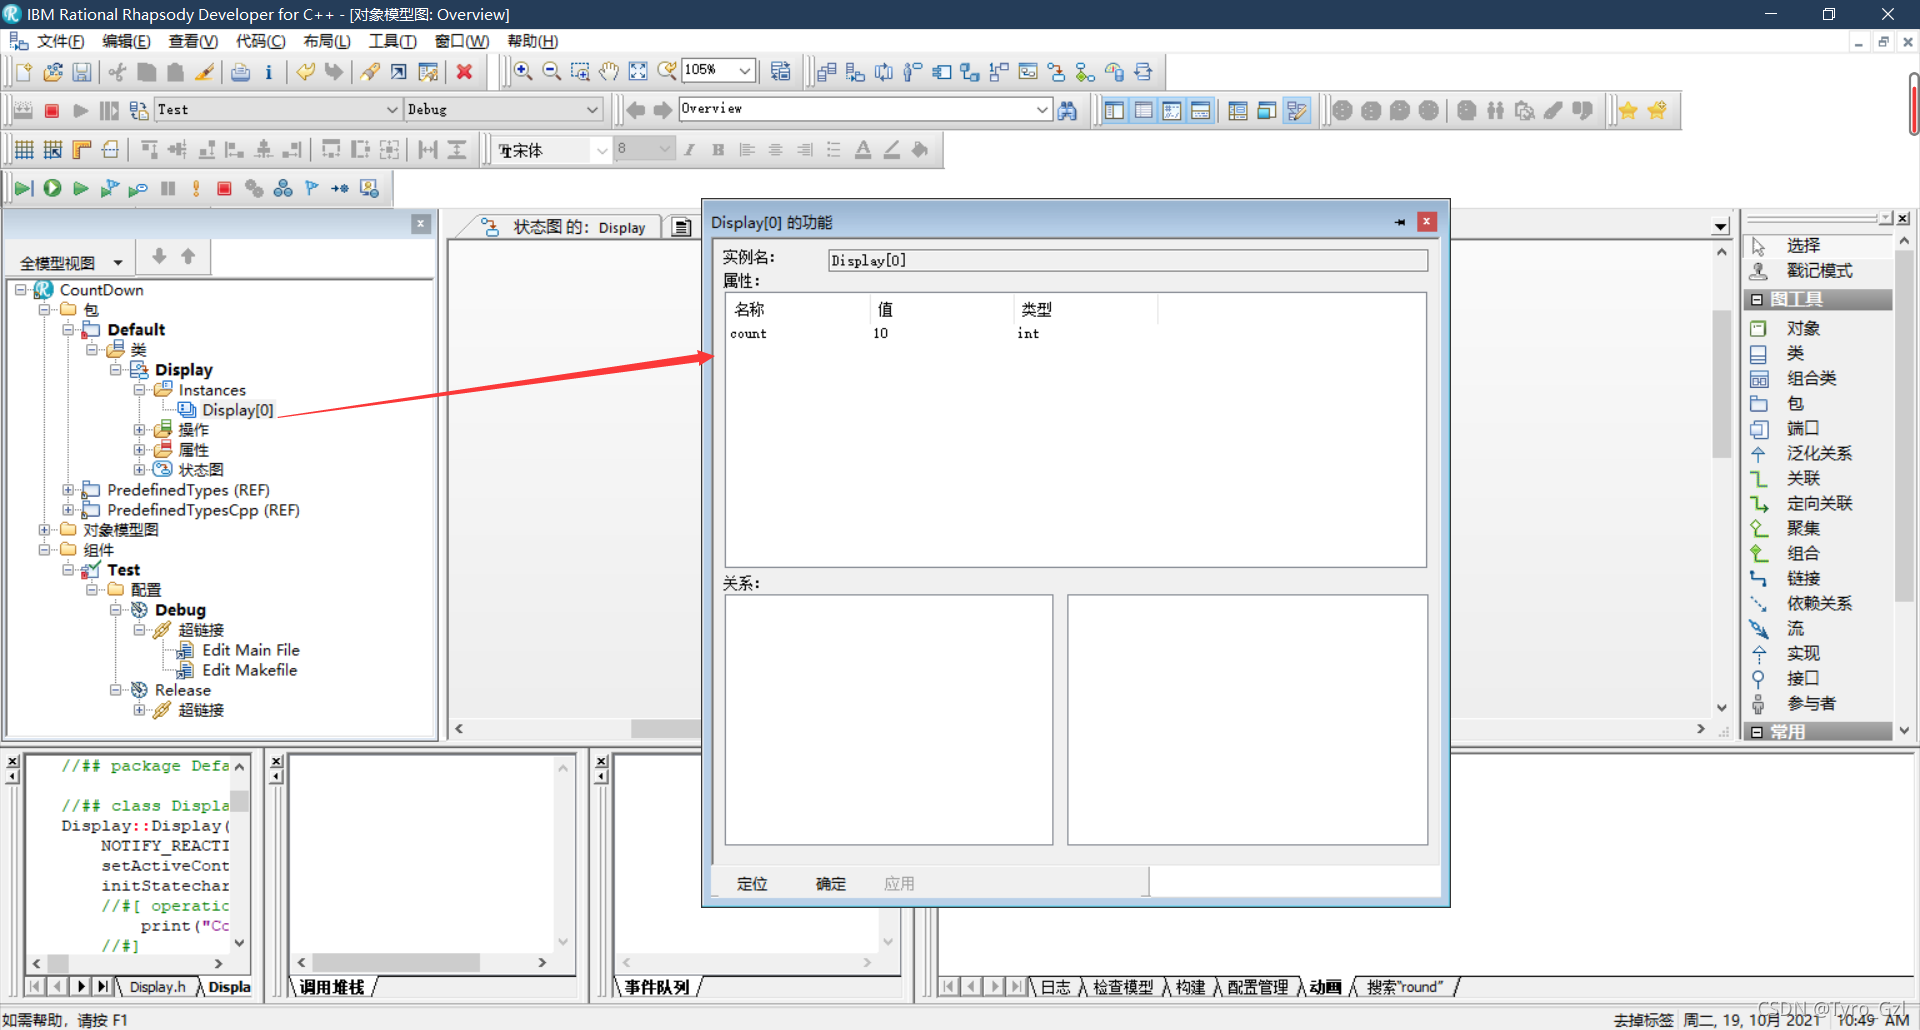 IBM Rational Rhapsody Developer for C++ - [对象模型图: Overview]
文件(F) 编辑(E) 查看(V) 代码(C) 布局(L) 工具(T) 窗口(W) 帮助(H)
105%
Test Debug Overview
宋体 8
状态图 的: Display
全模型视图
CountDown
包
Default
类
Display
Instances
Display[0]
操作
属性
状态图
PredefinedTypes (REF)
PredefinedTypesCpp (REF)
对象模型图
组件
Test
配置
Debug
超链接
Edit Main File
Edit Makefile
Release
超链接
Display[0] 的功能
实例名: Display[0]
属性:
名称 值 类型
count 10 int
关系:
定位 确定 应用
选择
戳记模式
图工具
对象
类
组合类
包
端口
泛化关系
关联
定向关联
聚集
组合
链接
依赖关系
流
实现
接口
参与者
常用
//## package Defa
//## class Displa
Display::Display(
NOTIFY_REACTI
setActiveCont
initStatechar
//#[ operatic
print("Cc
//#]
Display.h Displa
调用堆栈
事件队列
日志 检查模型 构建 配置管理 动画 搜索"round"
如需帮助，请按 F1
去掉标签 周二, 19, 10月 2021 10:49 AM
CSDN @Tyro_Gzl